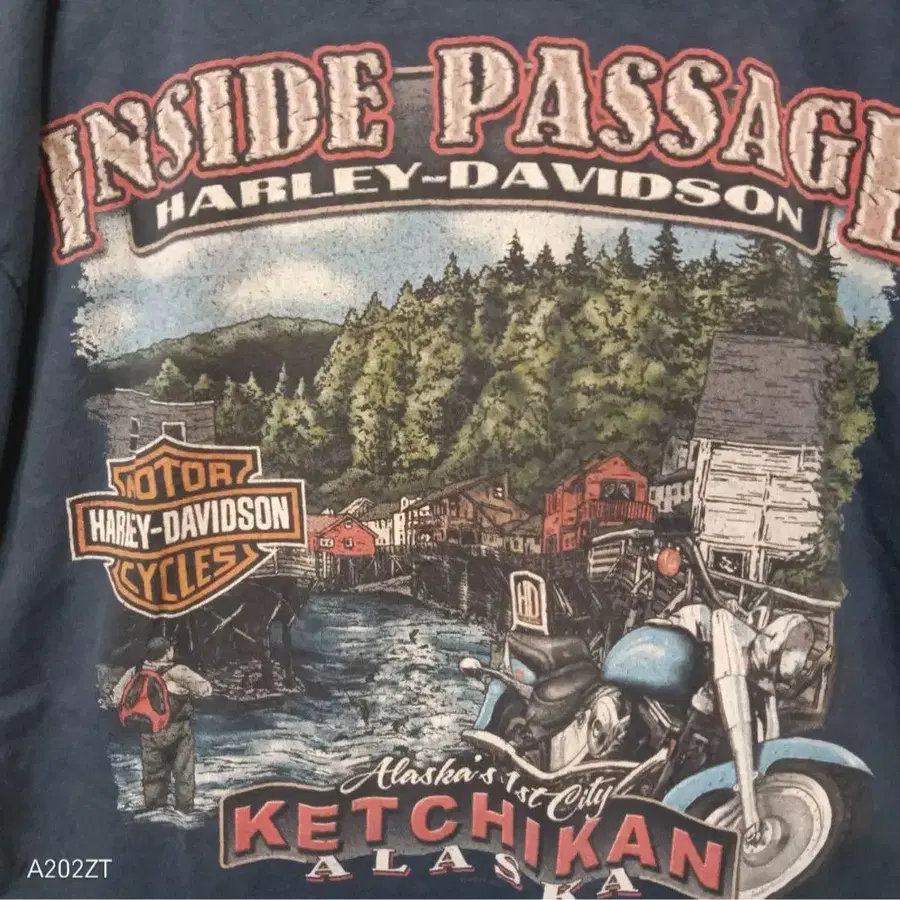 INSIDE PASSAGE
HARLEY-DAVIDSON
MOTOR
HARLEY-DAVIDSON
CYCLES
HD
Alaska's 1st City
KETCHIKAN
ALASKA
A202ZT